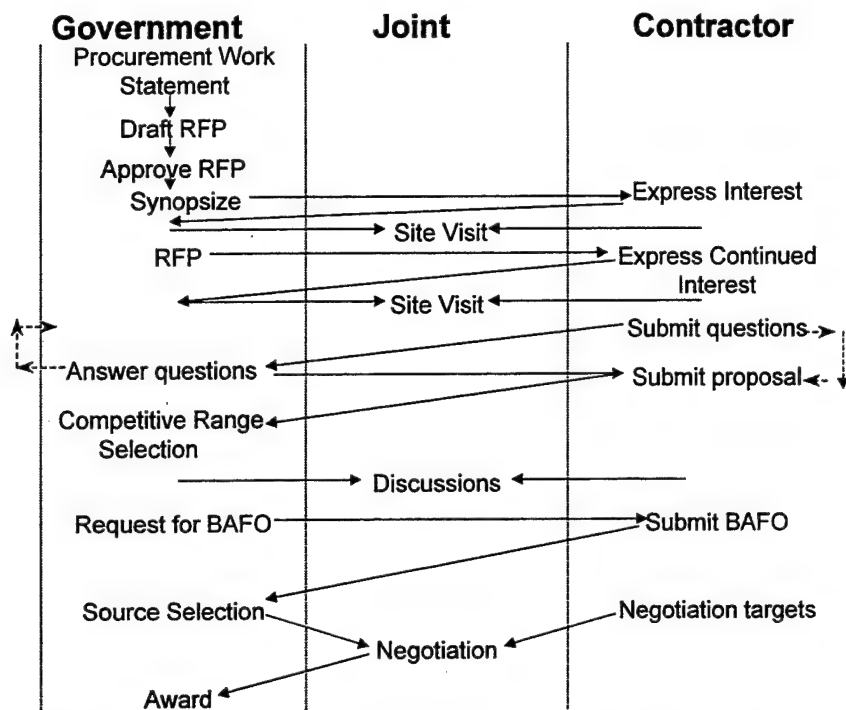 Government Joint Contractor
Procurement Work
Statement
Draft RFP
Approve RFP
Synopsize Express Interest
Site Visit
RFP Express Continued
Interest
Site Visit
Submit questions
Answer questions Submit proposal
Competitive Range
Selection
Discussions
Request for BAFO Submit BAFO
Source Selection Negotiation targets
Negotiation
Award